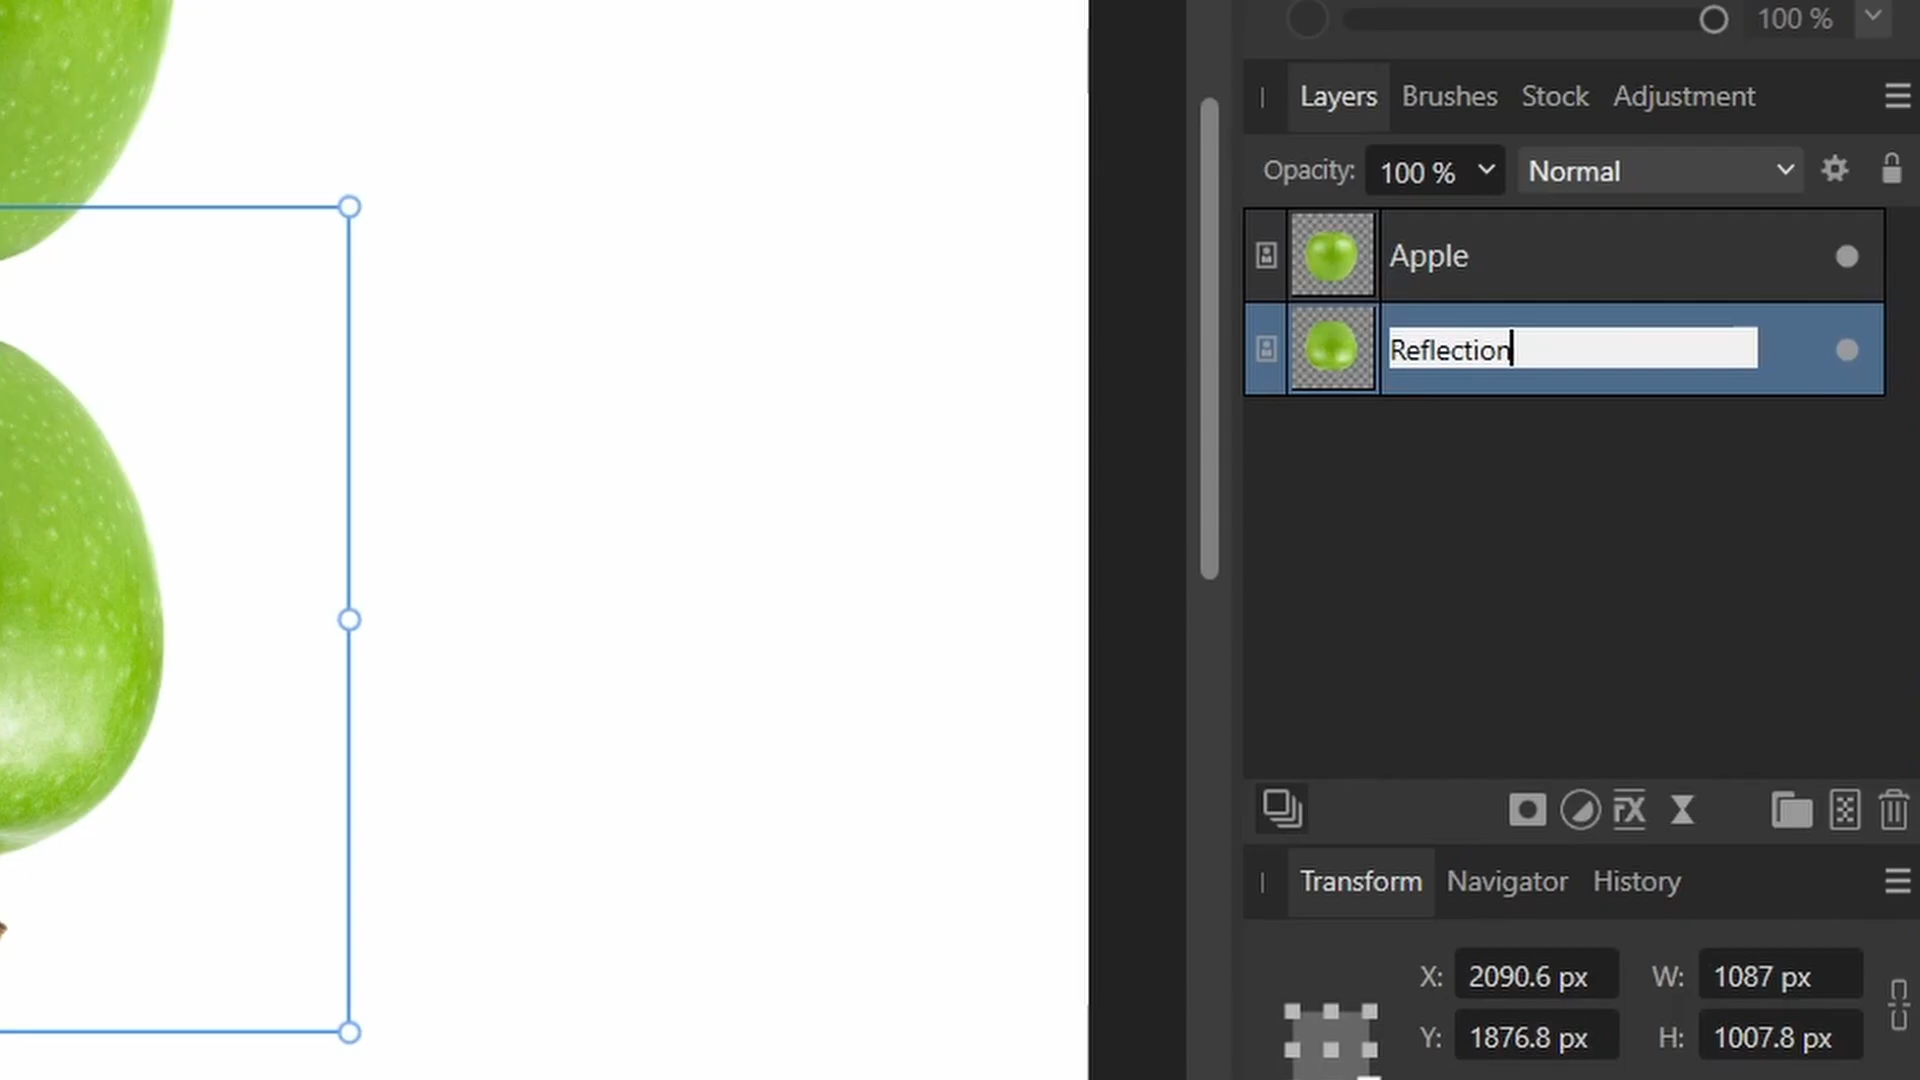 100 %
Layers Brushes Stock Adjustment
Opacity: 100 % Normal
Apple
Reflection
FX
Transform Navigator History
X: 2090.6 px W: 1087 px
Y: 1876.8 px H: 1007.8 px